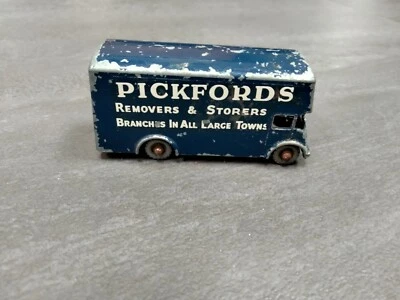 PICKFORDS
REMOVERS & STORERS
BRANCHES IN ALL LARGE TOWNS